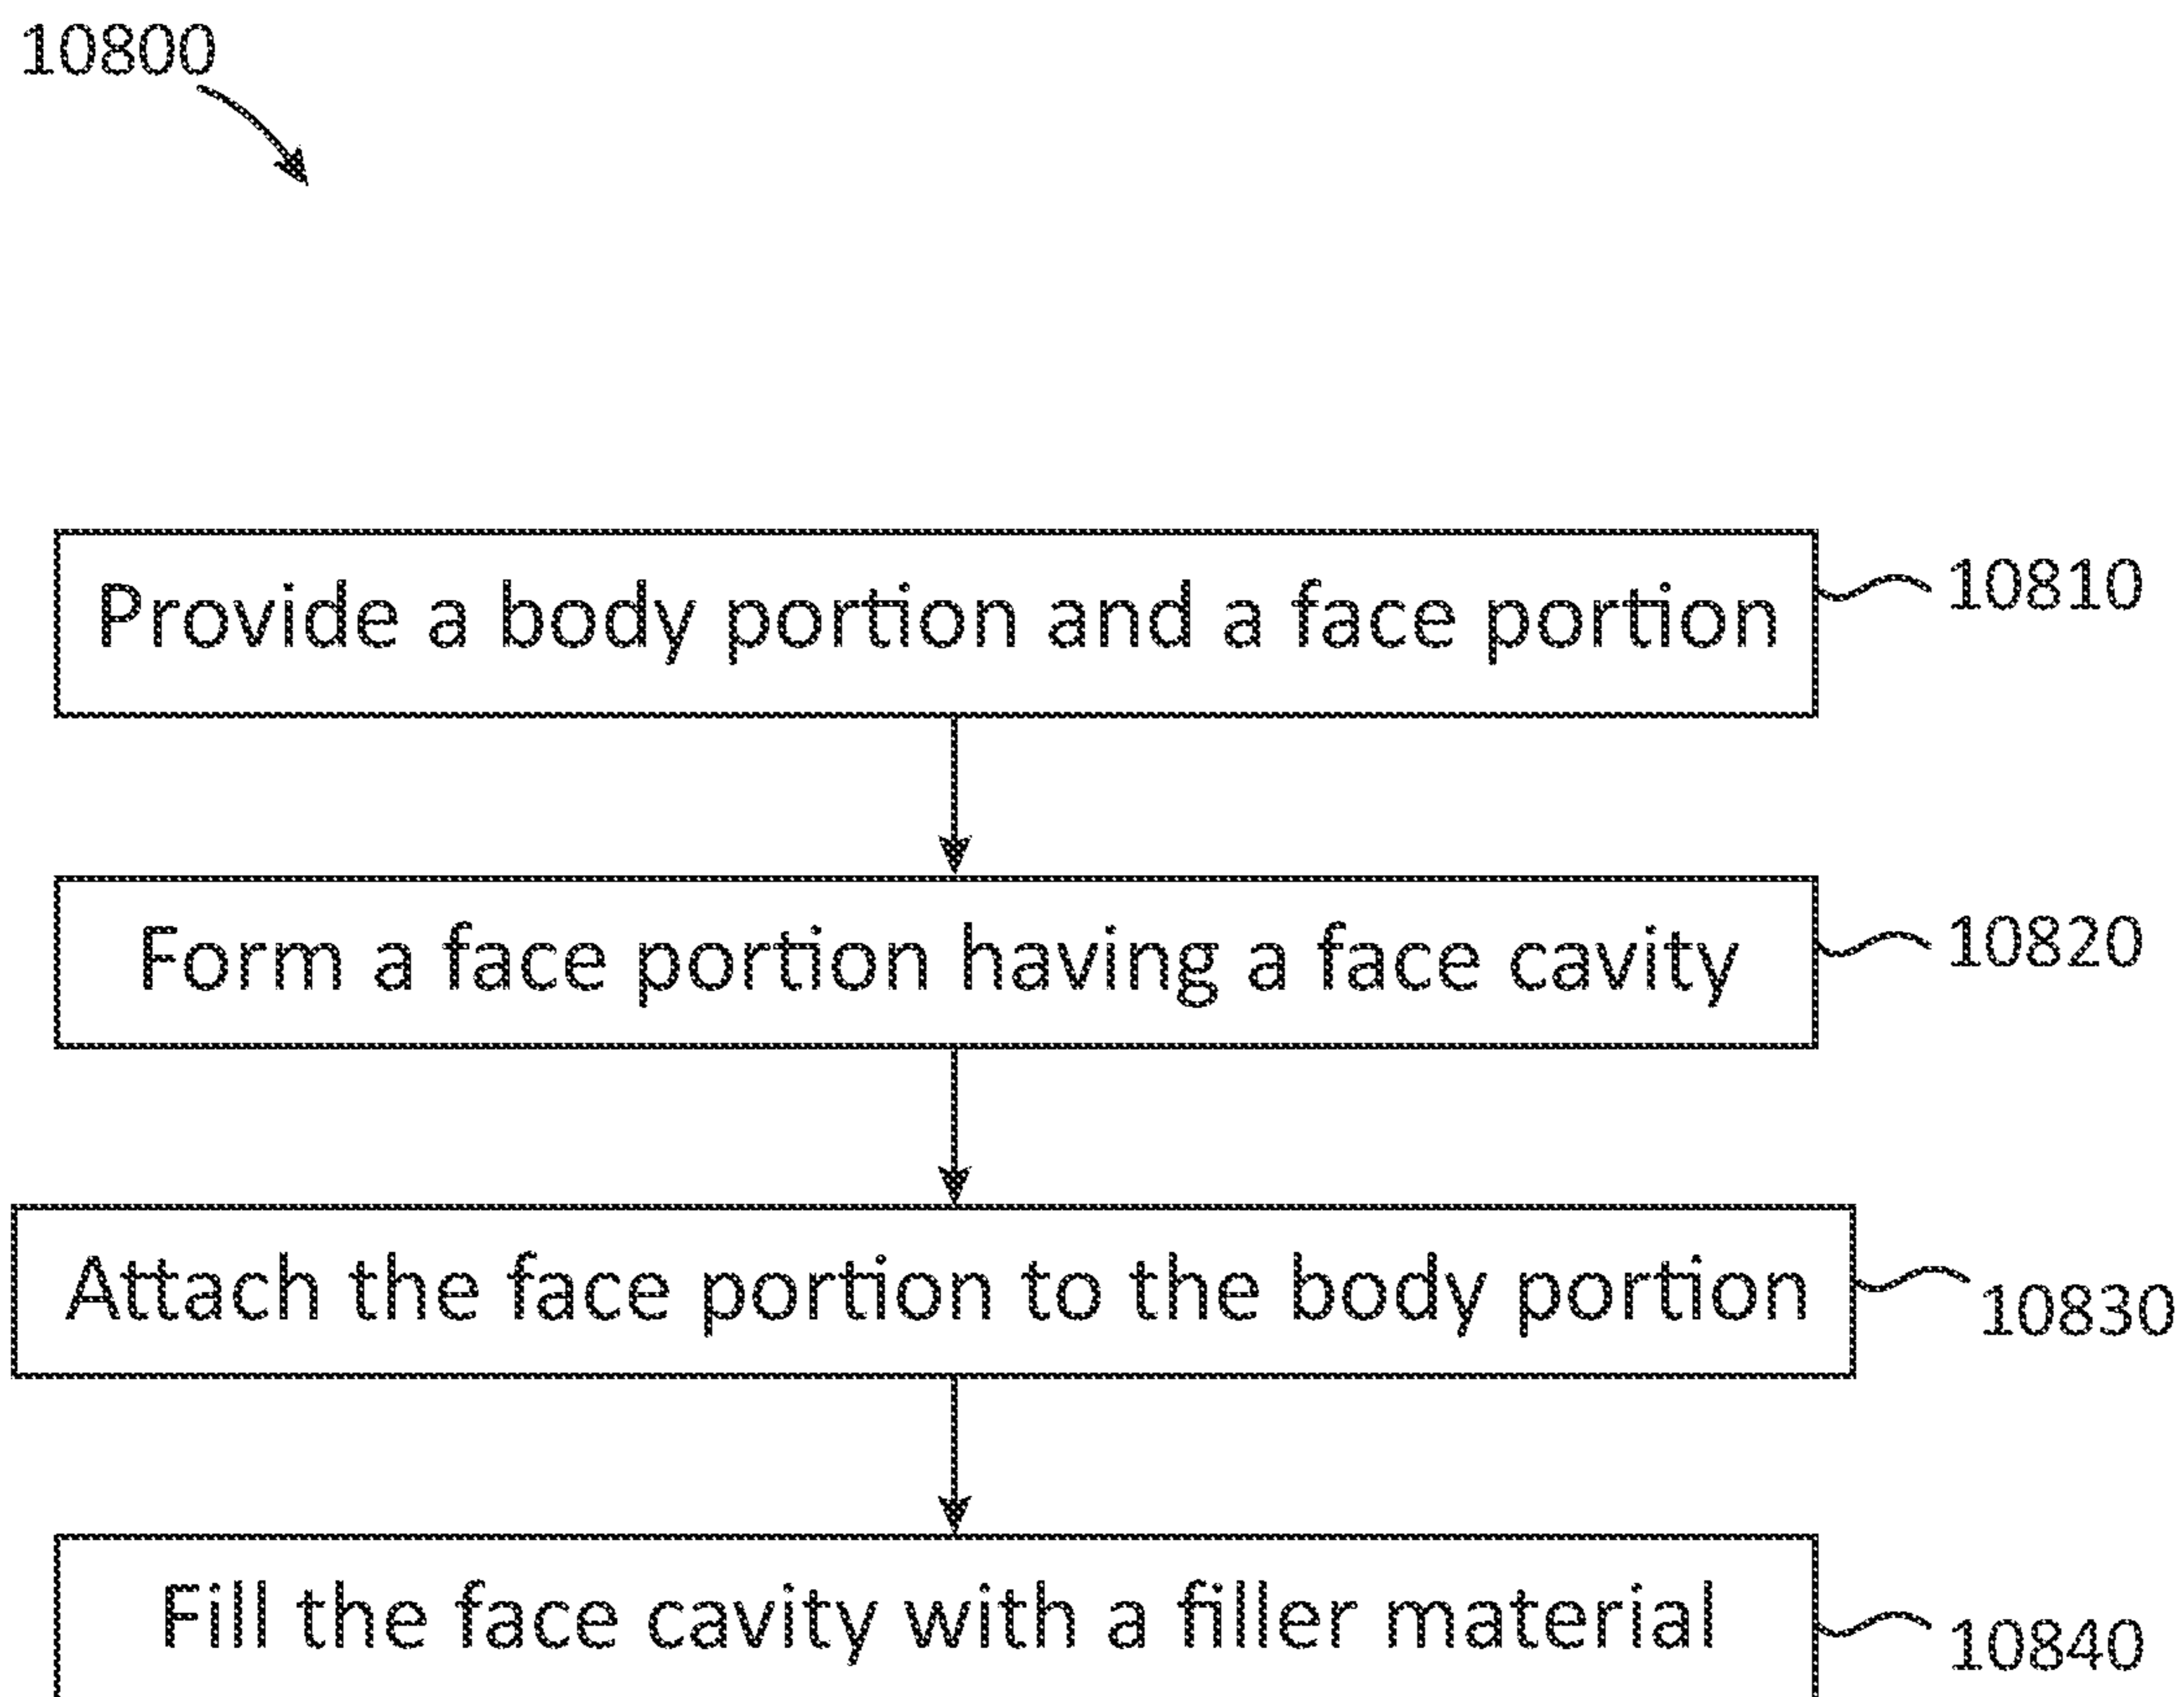 10800
Provide a body portion and a face portion
10810
Form a face portion having a face cavity
10820
Attach the face portion to the body portion
10830
Fill the face cavity with a filler material
10840